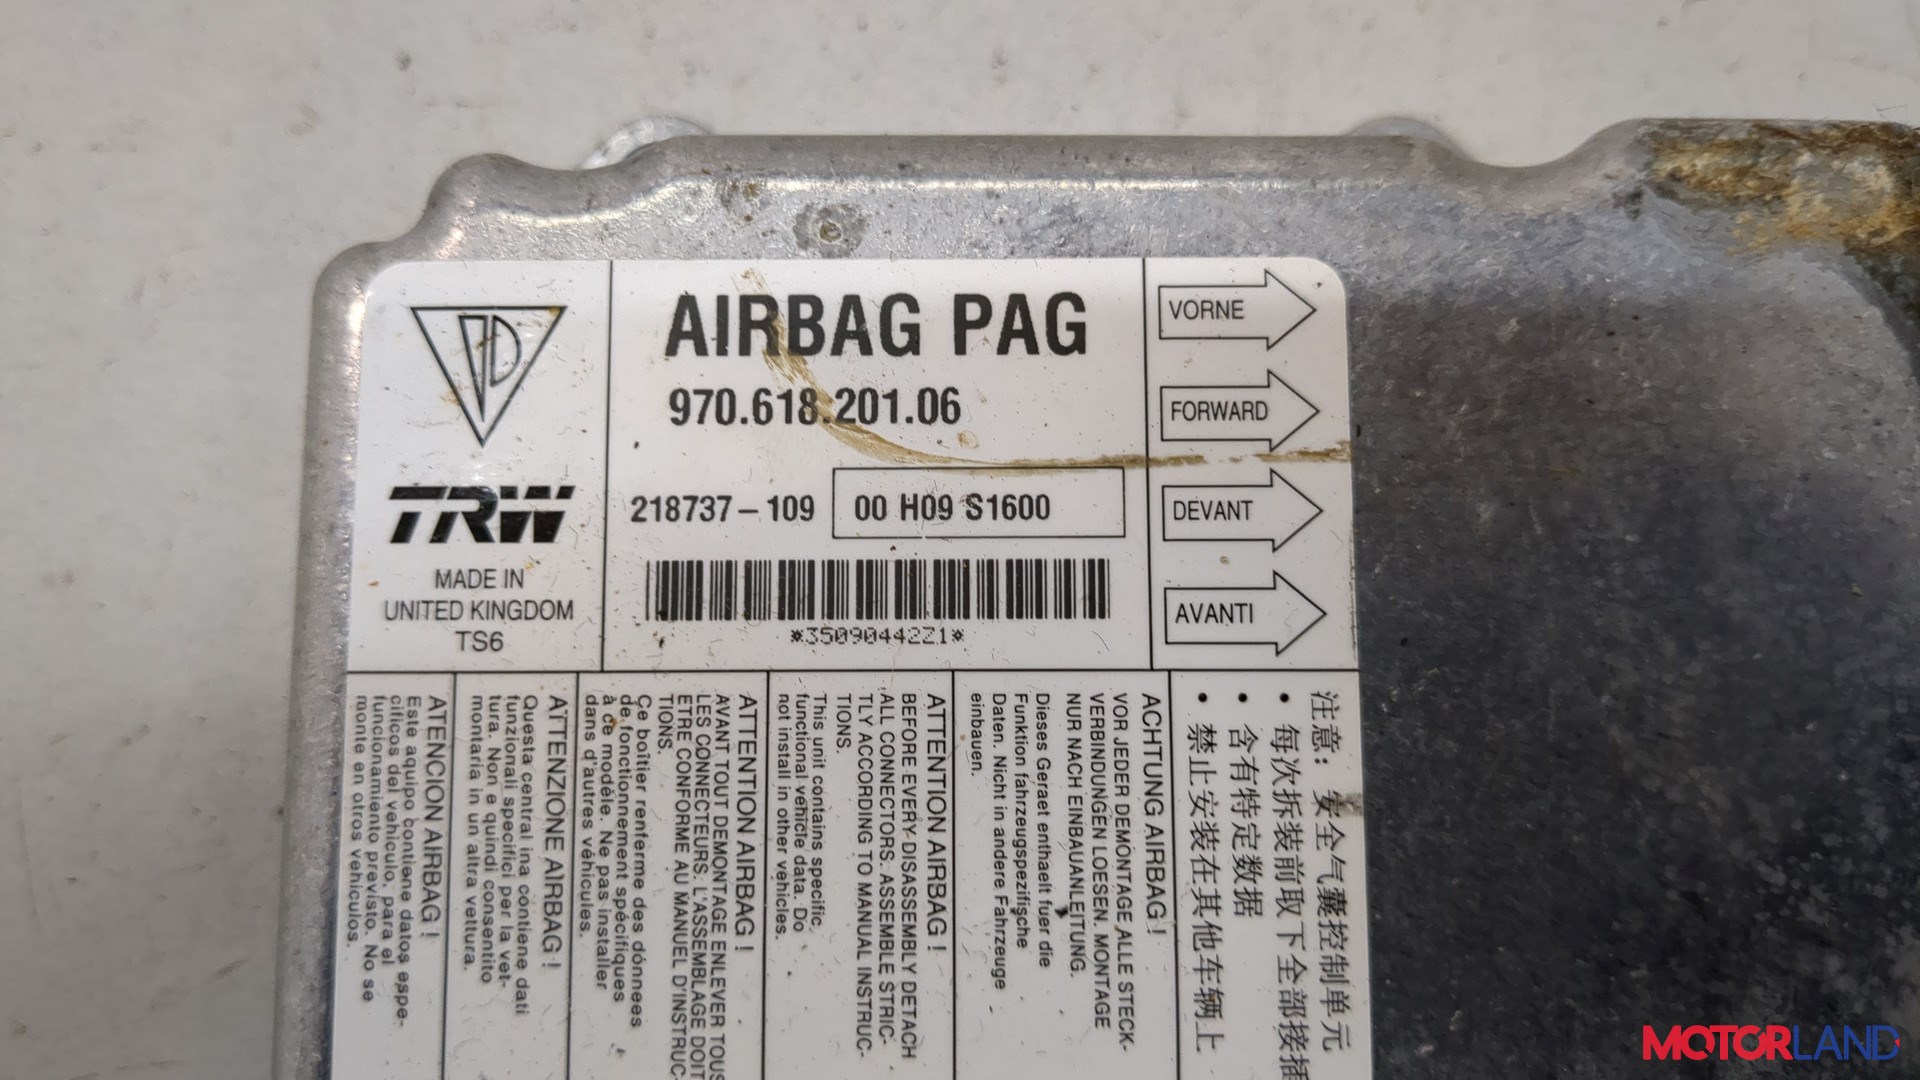 AIRBAG PAG
970.618.201.06
218737-109 00 H09 S1600
*35090442Z1*
TRW
MADE IN
UNITED KINGDOM
TS6
VORNE
FORWARD
DEVANT
AVANTI
注意：安全气囊控制单元
• 每次拆装前取下全部接插
• 含有特定数据
• 禁止安装在其他车辆上
ACHTUNG AIRBAG!
VOR JEDER DEMONTAGE ALLE STECK-
VERBINDUNGEN LOESEN. MONTAGE
NUR NACH EINBAUANLEITUNG.
Dieses Geraet enthaelt fuer die
Funktion fahrzeugspezifische
Daten. Nicht in andere Fahrzeuge
einbauen.
ATTENTION AIRBAG !
BEFORE EVERY DISASSEMBLY DETACH
ALL CONNECTORS. ASSEMBLE STRIC-
TLY ACCORDING TO MANUAL INSTRUC-
TIONS.
This unit contains specific,
functional vehicle data. Do
not install in other vehicles.
ATTENTION AIRBAG !
AVANT TOUT DEMONTAGE ENLEVER TOUS
LES CONNECTEURS. L'ASSEMBLAGE DOIT
ETRE CONFORME AU MANUEL D'INSTRUC-
TIONS.
Ce boîtier renferme des dónnees
de fonctionnement spécifiques
à ce modéle. Ne pas installer
dans d'autres véhicules.
ATTENZIONE AIRBAG !
Questa central ina contiene dati
funzionali specifici per la vet-
tura. Non e quindi consentito
montaria in un altra vettura.
ATENCION AIRBAG !
Este aquipo contiene datos espe-
cificos del vehiculo, para el
funcionamiento previsto. No se
monte en otros vehiculos.
MOTORLAND